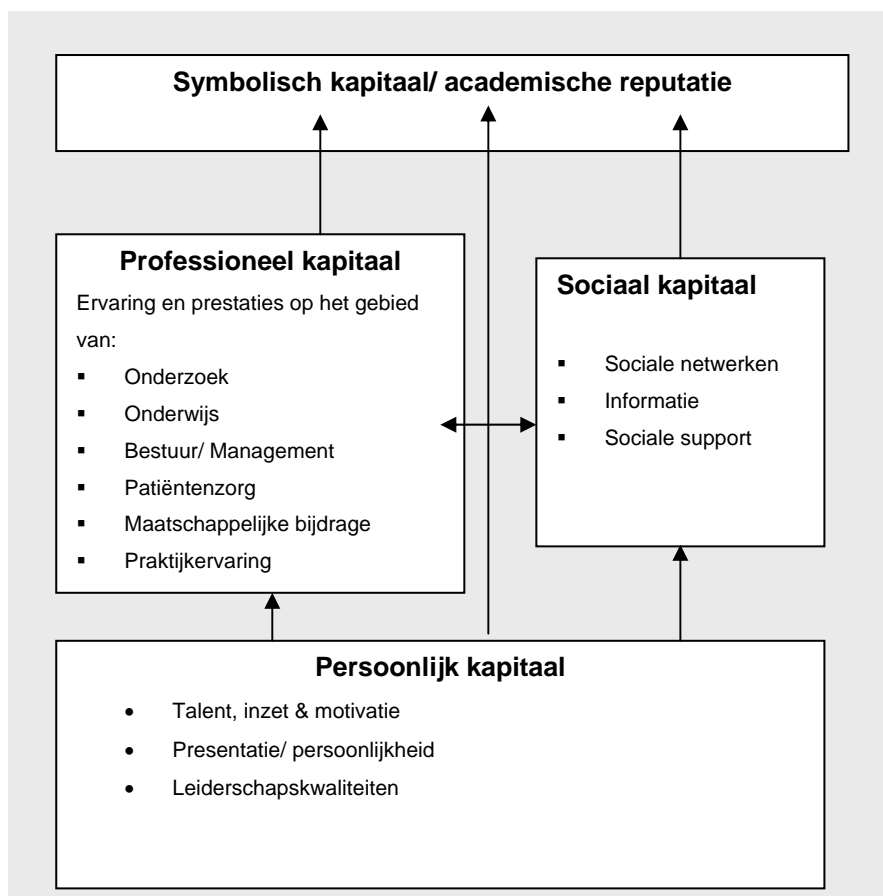 Symbolisch kapitaal/ academische reputatie
Professioneel kapitaal
Ervaring en prestaties op het gebied
van:
▪ Onderzoek
▪ Onderwijs
▪ Bestuur/ Management
▪ Patiëntenzorg
▪ Maatschappelijke bijdrage
▪ Praktijkervaring
Sociaal kapitaal
▪ Sociale netwerken
▪ Informatie
▪ Sociale support
Persoonlijk kapitaal
• Talent, inzet & motivatie
• Presentatie/ persoonlijkheid
• Leiderschapskwaliteiten